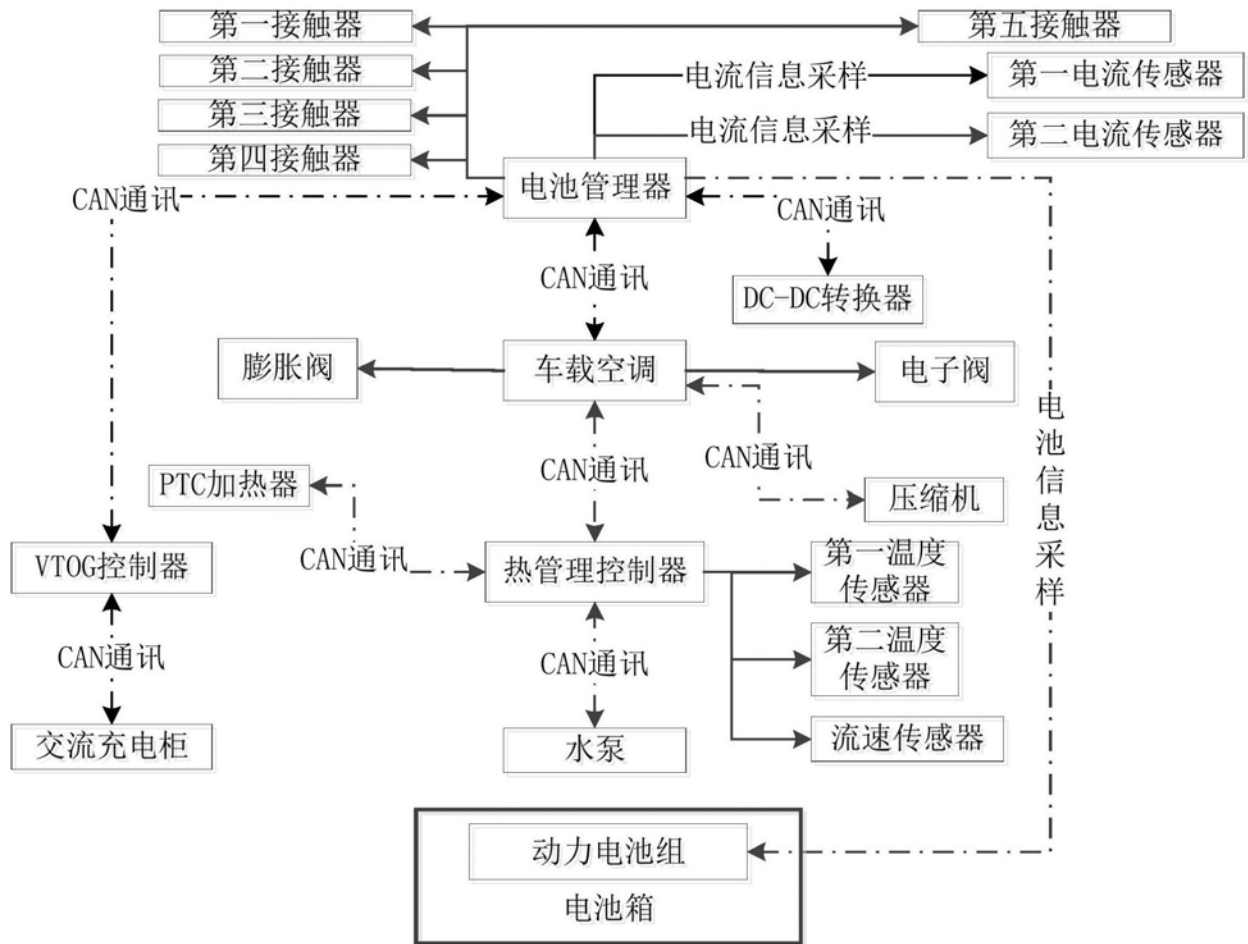 第一接触器
第五接触器
第二接触器
电流信息采样
第一电流传感器
第三接触器
电流信息采样
第二电流传感器
第四接触器
电池管理器
CAN通讯
CAN通讯
CAN通讯
DC-DC转换器
膨胀阀
车载空调
电子阀
电池信息采样
CAN通讯
CAN通讯
PTC加热器
压缩机
VTOG控制器
CAN通讯
热管理控制器
第一温度
传感器
CAN通讯
CAN通讯
第二温度
传感器
交流充电柜
水泵
流速传感器
动力电池组
电池箱